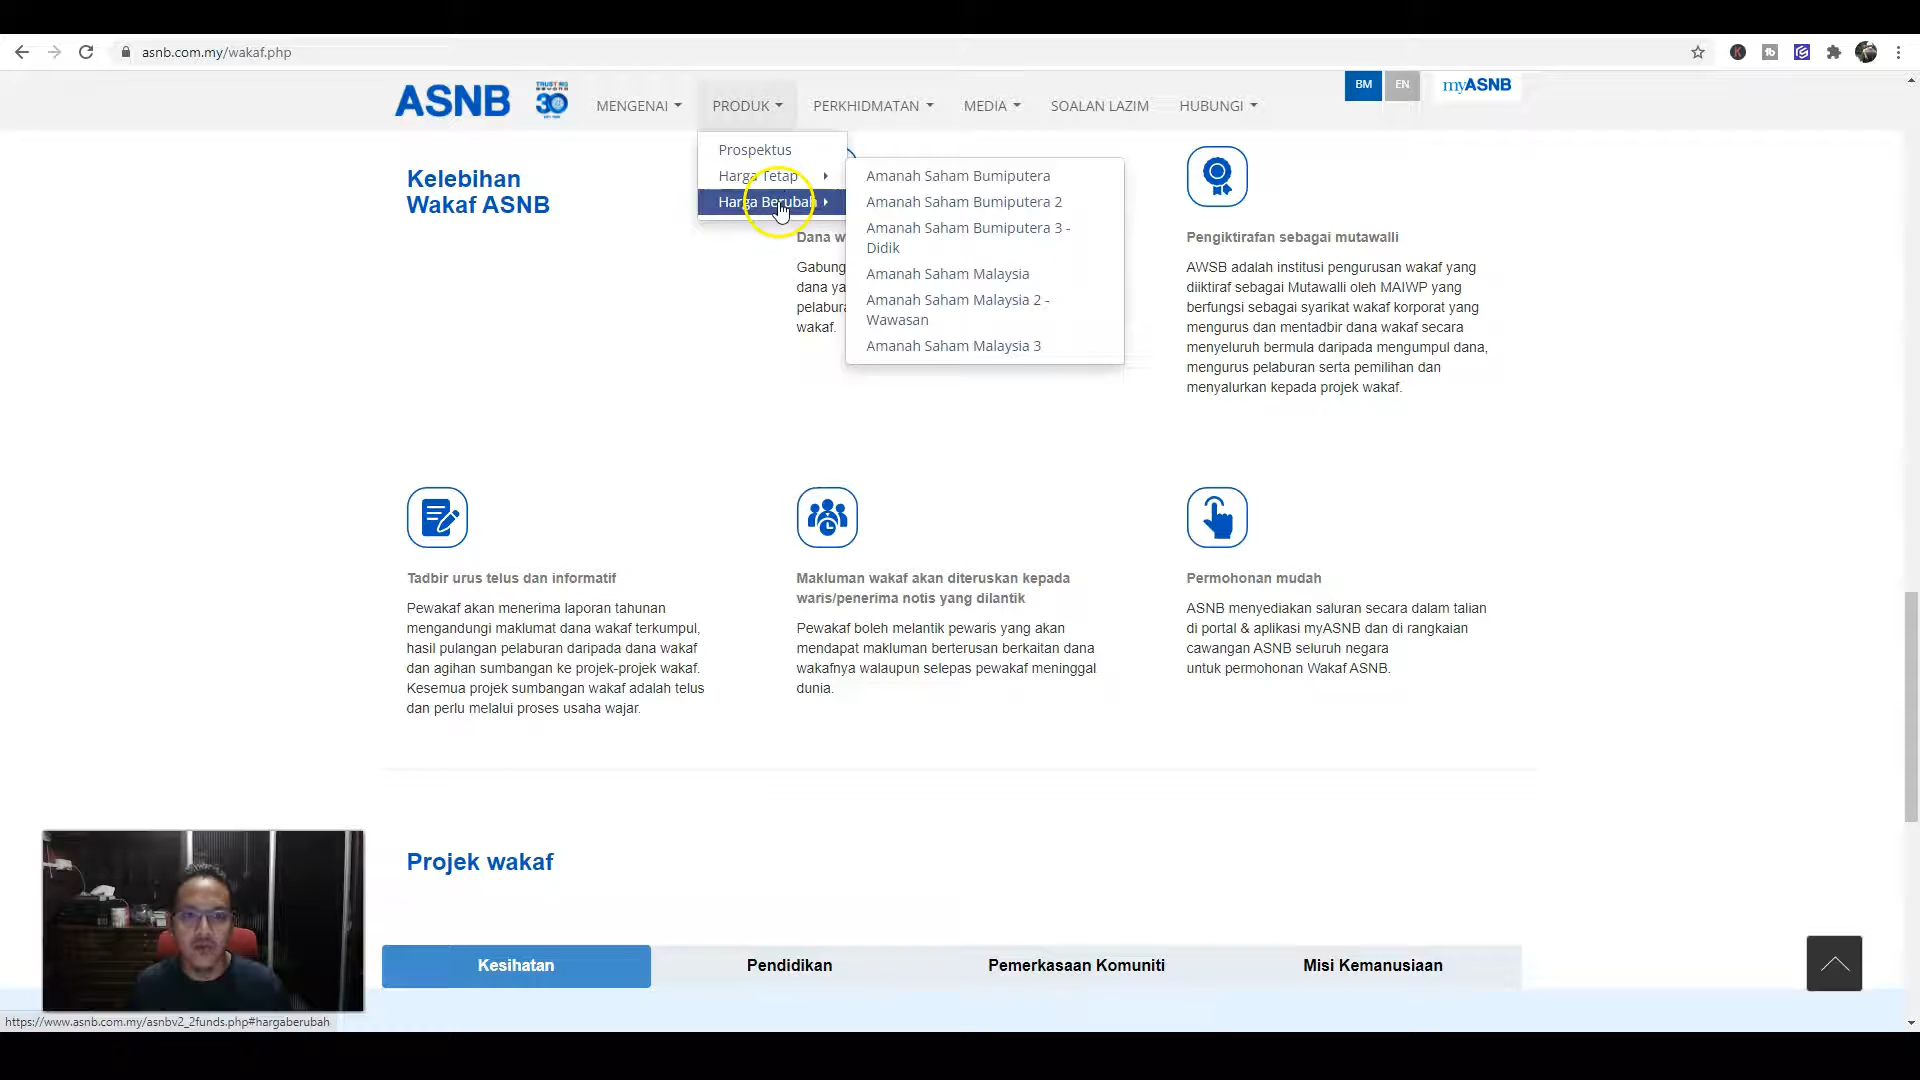 asnb.com.my/wakaf.php
ASNB
TRUSTING
BEYOND
30
MENGENAI
PRODUK
PERKHIDMATAN
MEDIA
SOALAN LAZIM
HUBUNGI
BM
EN
myASNB
Prospektus
Harga Tetap
Harga Berubah
Amanah Saham Bumiputera
Amanah Saham Bumiputera 2
Amanah Saham Bumiputera 3 -
Didik
Amanah Saham Malaysia
Amanah Saham Malaysia 2 -
Wawasan
Amanah Saham Malaysia 3
Kelebihan
Wakaf ASNB
Dana w
Gabung
dana ya
pelabura
wakaf.
Pengiktirafan sebagai mutawalli
AWSB adalah institusi pengurusan wakaf yang
diiktiraf sebagai Mutawalli oleh MAIWP yang
berfungsi sebagai syarikat wakaf korporat yang
mengurus dan mentadbir dana wakaf secara
menyeluruh bermula daripada mengumpul dana,
mengurus pelaburan serta pemilihan dan
menyalurkan kepada projek wakaf.
Tadbir urus telus dan informatif
Pewakaf akan menerima laporan tahunan
mengandungi maklumat dana wakaf terkumpul,
hasil pulangan pelaburan daripada dana wakaf
dan agihan sumbangan ke projek-projek wakaf.
Kesemua projek sumbangan wakaf adalah telus
dan perlu melalui proses usaha wajar.
Makluman wakaf akan diteruskan kepada
waris/penerima notis yang dilantik
Pewakaf boleh melantik pewaris yang akan
mendapat makluman berterusan berkaitan dana
wakafnya walaupun selepas pewakaf meninggal
dunia.
Permohonan mudah
ASNB menyediakan saluran secara dalam talian
di portal & aplikasi myASNB dan di rangkaian
cawangan ASNB seluruh negara
untuk permohonan Wakaf ASNB.
Projek wakaf
Kesihatan
Pendidikan
Pemerkasaan Komuniti
Misi Kemanusiaan
https://www.asnb.com.my/asnbv2_2funds.php#hargaberubah